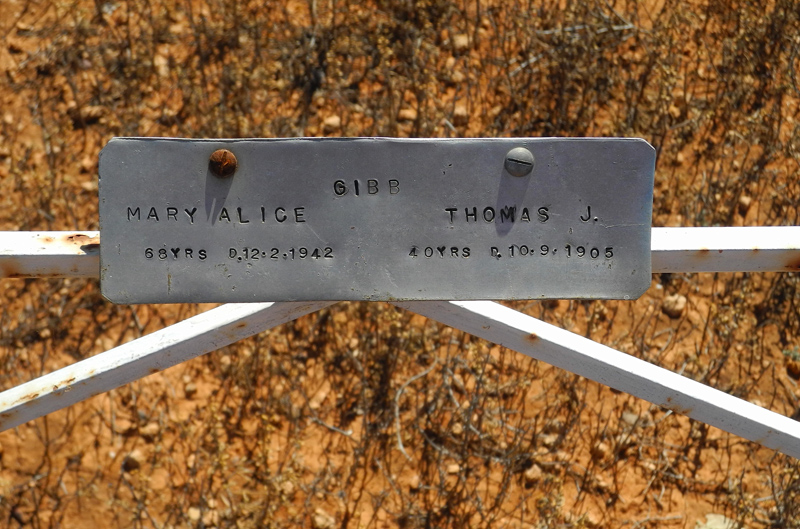 GIBB
MARY ALICE THOMAS J.
68YRS D.12.2.1942 40YRS D.10.9.1905